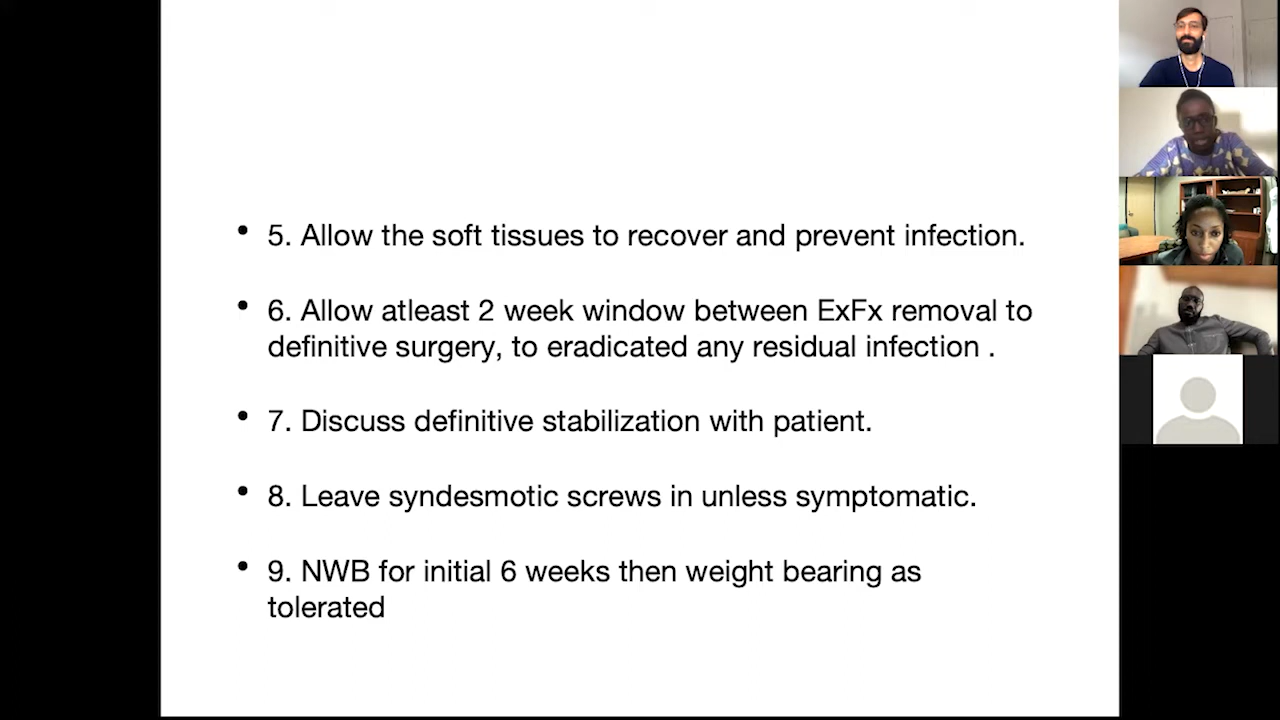 • 5. Allow the soft tissues to recover and prevent infection.
• 6. Allow atleast 2 week window between ExFx removal to
definitive surgery, to eradicated any residual infection .
• 7. Discuss definitive stabilization with patient.
• 8. Leave syndesmotic screws in unless symptomatic.
• 9. NWB for initial 6 weeks then weight bearing as
tolerated